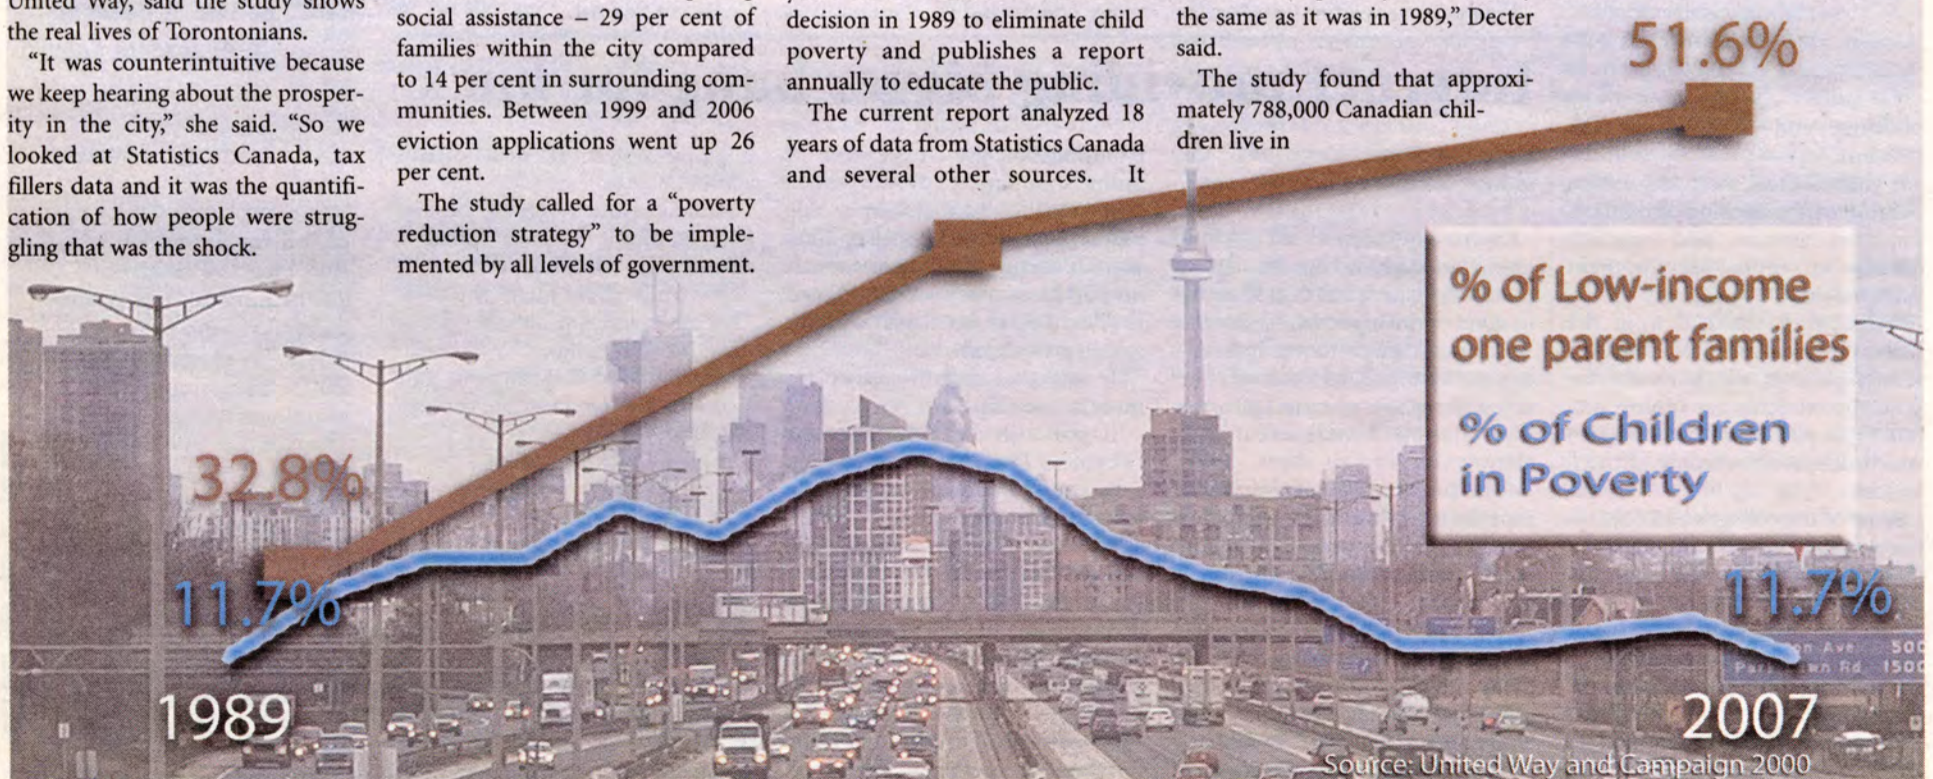 United Way, said the study shows
the real lives of Torontonians.
“It was counterintuitive because
we keep hearing about the prosper-
ity in the city,” she said. “So we
looked at Statistics Canada, tax
fillers data and it was the quantifi-
cation of how people were strug-
gling that was the shock.
social assistance – 29 per cent of
families within the city compared
to 14 per cent in surrounding com-
munities. Between 1999 and 2006
eviction applications went up 26
per cent.
The study called for a “poverty
reduction strategy” to be imple-
mented by all levels of government.
decision in 1989 to eliminate child
poverty and publishes a report
annually to educate the public.
The current report analyzed 18
years of data from Statistics Canada
and several other sources. It
the same as it was in 1989,” Decter
said.
The study found that approxi-
mately 788,000 Canadian chil-
dren live in
51.6%
% of Low-income
one parent families
% of Children
in Poverty
32.8%
11.7%
11.7%
1989
2007
Ave 500
Rd 1500
Source: United Way and Campaign 2000